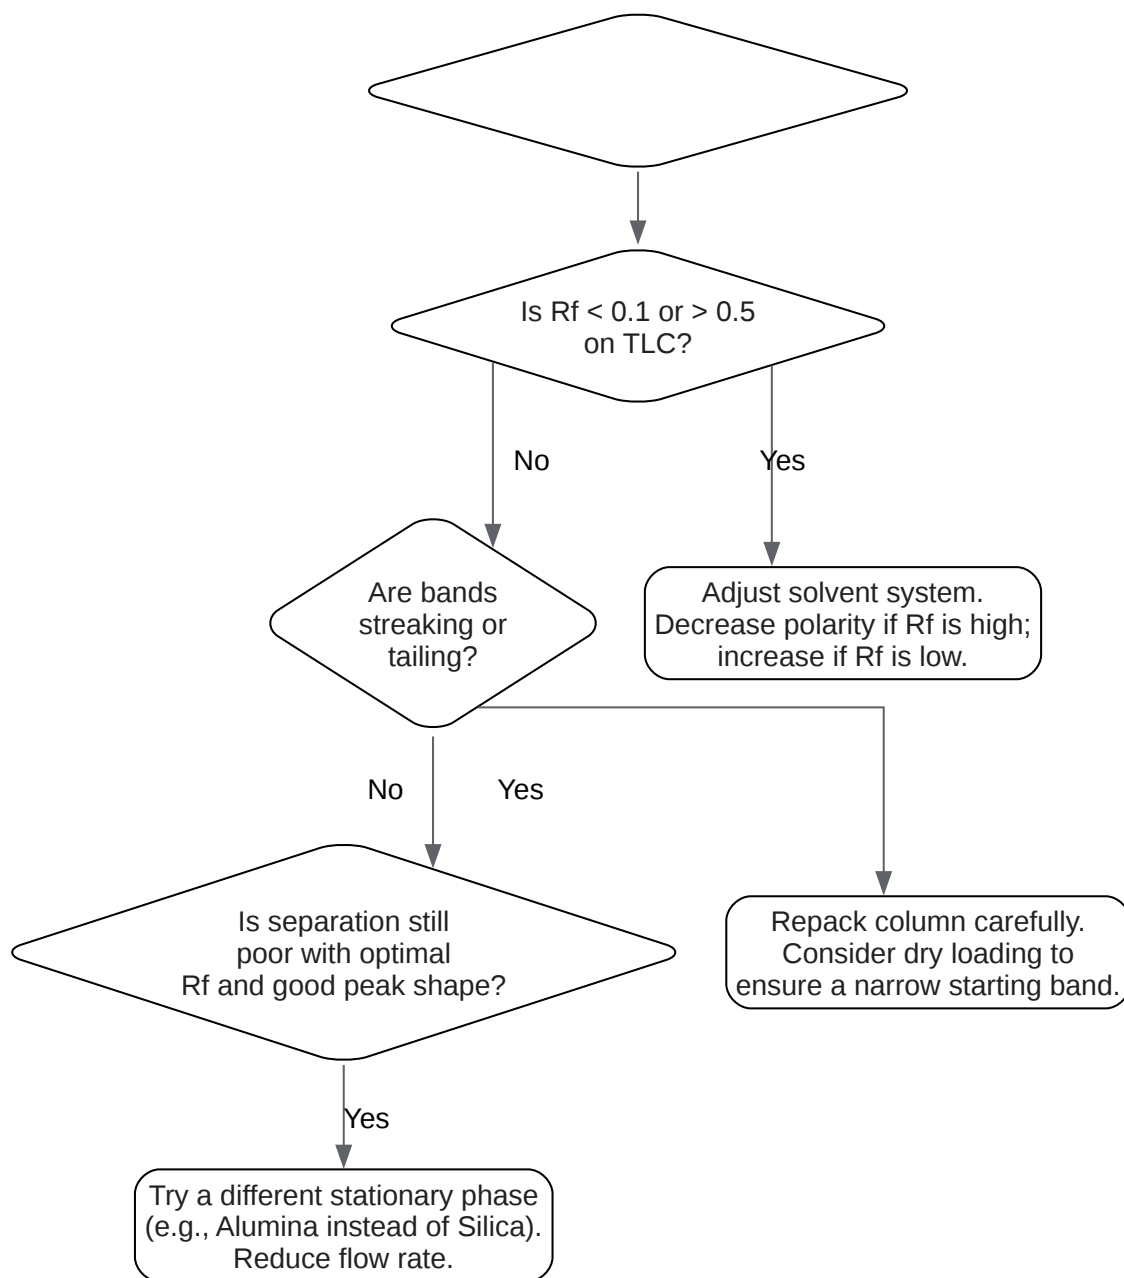 Is Rf < 0.1 or > 0.5
on TLC?
No
Yes
Are bands
streaking or
tailing?
Adjust solvent system.
Decrease polarity if Rf is high;
increase if Rf is low.
No
Yes
Is separation still
poor with optimal
Rf and good peak shape?
Repack column carefully.
Consider dry loading to
ensure a narrow starting band.
Yes
Try a different stationary phase
(e.g., Alumina instead of Silica).
Reduce flow rate.